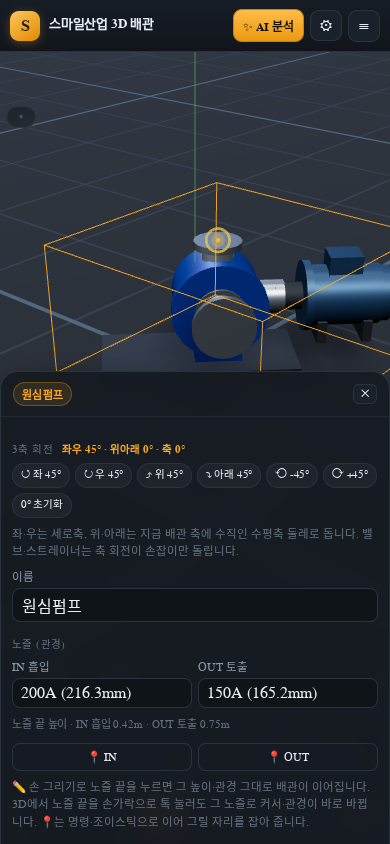 S 스마일산업 3D 배관 ✨ AI 분석 ⚙ ≡
▾
원심펌프 ✕
3축 회전 좌우 45° · 위아래 0° · 축 0°
↺ 좌 45° ↻ 우 45° ⤴ 위 45° ⤵ 아래 45° ⟲ -45° ⟳ +45°
0° 초기화
좌·우는 세로축, 위·아래는 지금 배관 축에 수직인 수평축 둘레로 돕니다. 밸
브·스트레이너는 축 회전이 손잡이만 돌립니다.
이름
원심펌프
노즐 (관경)
IN 흡입 OUT 토출
200A (216.3mm) 150A (165.2mm)
노즐 끝 높이 · IN 흡입 0.42m · OUT 토출 0.75m
📍 IN 📍 OUT
✏️ 손 그리기로 노즐 끝을 누르면 그 높이·관경 그대로 배관이 이어집니다.
3D에서 노즐 끝을 손가락으로 톡 눌러도 그 노즐로 커서·관경이 바로 바뀝
니다. 📍는 명령·조이스틱으로 이어 그릴 자리를 잡아 줍니다.